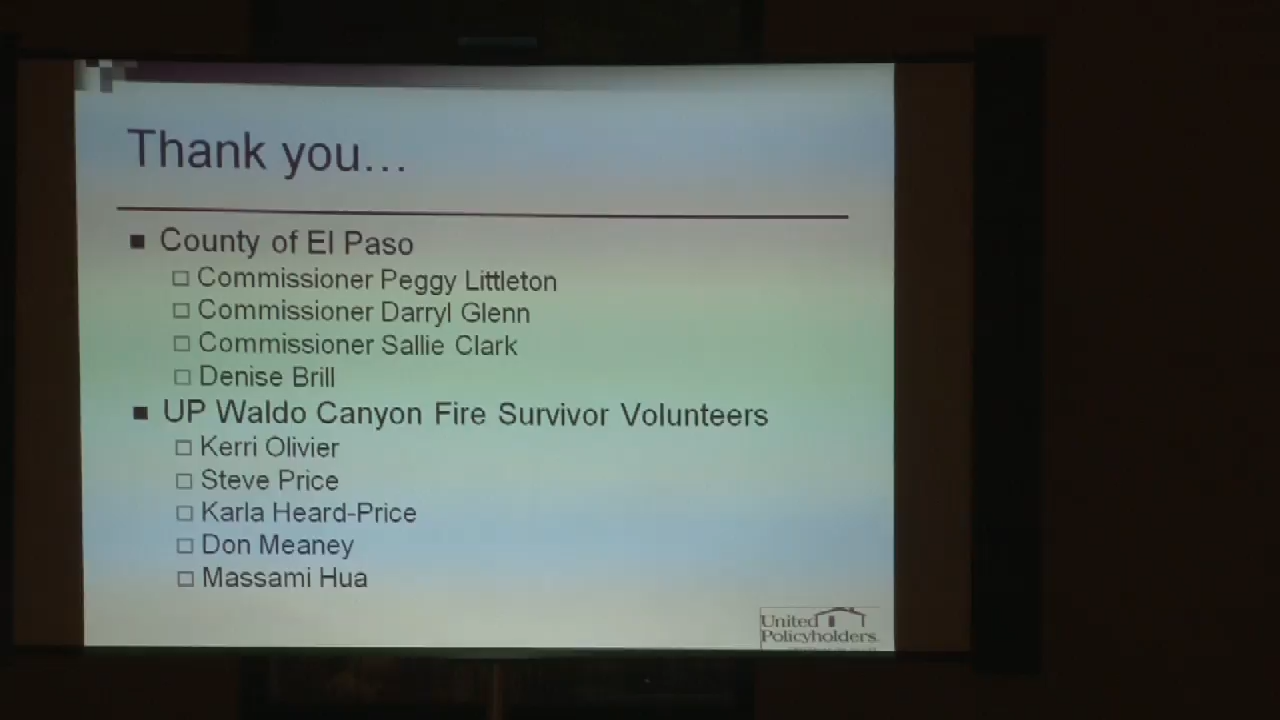 Thank you...
County of El Paso
Commissioner Peggy Littleton
Commissioner Darryl Glenn
Commissioner Sallie Clark
Denise Brill
UP Waldo Canyon Fire Survivor Volunteers
Kerri Olivier
Steve Price
Karla Heard-Price
Don Meaney
Massami Hua
United
Policyholders